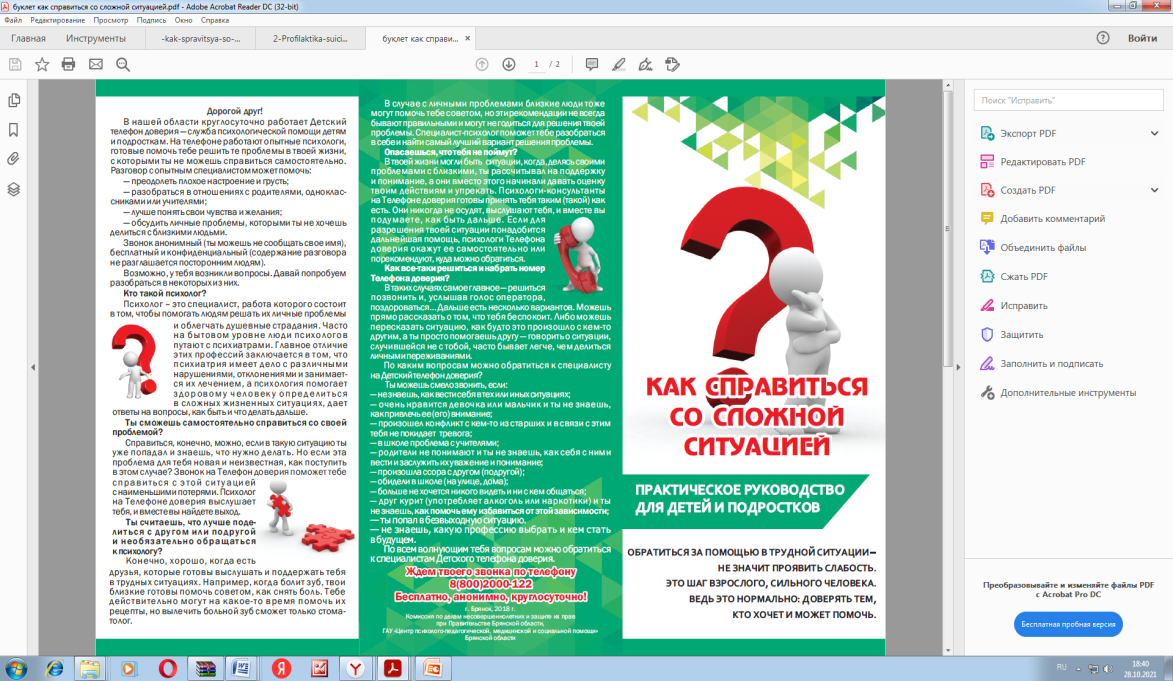 буклет как справиться со сложной ситуацией.pdf - Adobe Acrobat Reader DC (32-bit)
Файл Редактирование Просмотр Подпись Окно Справка
Главная Инструменты -kak-spravitsya-so-... 2-Profilaktika-suici... буклет как справи... × Войти
1 / 2
Дорогой друг!
В нашей области круглосуточно работает Детский
телефон доверия — служба психологической помощи детям
и подросткам. На телефоне работают опытные психологи,
готовые помочь тебе решить те проблемы в твоей жизни,
с которыми ты не можешь справиться самостоятельно.
Разговор с опытным специалистом может помочь:
— преодолеть плохое настроение и грусть;
— разобраться в отношениях с родителями, однокласс-
сниками или учителями;
— лучше понять свои чувства и желания;
— обсудить личные проблемы, которыми ты не хочешь
делиться с близкими людьми.
Звонок анонимный (ты можешь не сообщать свое имя),
бесплатный и конфиденциальный (содержание разговора
не разглашается посторонним людям).
Возможно, у тебя возникли вопросы. Давай попробуем
разобраться в некоторых из них.
Кто такой психолог?
Психолог – это специалист, работа которого состоит
в том, чтобы помогать людям решать их личные проблемы
и облегчать душевные страдания. Часто
на бытовом уровне люди психологов
путают с психиатрами. Главное отличие
этих профессий заключается в том, что
психиатрия имеет дело с различными
нарушениями, отклонениями и занимает-
ся их лечением, а психология помогает
здоровому человеку определиться
в сложных жизненных ситуациях, дает
ответы на вопросы, как быть и что делать дальше.
Ты сможешь самостоятельно справиться со своей
проблемой?
Справиться, конечно, можно, если в такую ситуацию ты
уже попадал и знаешь, что нужно делать. Но если эта
проблема для тебя новая и неизвестная, как поступить
в этом случае? Звонок на Телефон доверия поможет тебе
справиться с этой ситуацией
с наименьшими потерями. Психолог
на Телефоне доверия выслушает
тебя, и вместе вы найдете выход.
Ты считаешь, что лучше поде-
литься с другом или подругой
и необязательно обращаться
к психологу?
Конечно, хорошо, когда есть
друзья, которые готовы выслушать и поддержать тебя
в трудных ситуациях. Например, когда болит зуб, твои
близкие готовы помочь советом, как снять боль. Тебе
действительно могут на какое-то время помочь их
рецепты, но вылечить больной зуб сможет только стома-
толог.
В случае с личными проблемами близкие люди тоже
могут помочь тебе советом, но эти рекомендации не всегда
бывают правильными и могут не годиться для решения твоей
проблемы. Специалист-психолог поможет тебе разобраться
в себе и найти самый лучший вариант решения проблемы.
Опасаешься, что тебя не поймут?
В твоей жизни могли быть ситуации, когда, делясь своими
проблемами с близкими, ты рассчитывал на поддержку
и понимание, а они вместо этого начинали давать оценку
твоим действиям и упрекать. Психологи-консультанты
на Телефоне доверия готовы принять тебя таким (такой) как
есть. Они никогда не осудят, выслушают тебя, и вместе вы
подумаете, как быть дальше. Если для
разрешения твоей ситуации понадобится
дальнейшая помощь, психологи Телефона
доверия окажут ее самостоятельно или
порекомендуют, куда можно обратиться.
Как все-таки решиться и набрать номер
Телефона доверия?
В таких случаях самое главное — решиться
позвонить и, услышав голос оператора,
поздороваться... Дальше есть несколько вариантов. Можешь
прямо рассказать о том, что тебя беспокоит. Либо можешь
пересказать ситуацию, как будто это произошло с кем-то
другим, а ты просто помогаешь другу — говорить о ситуации,
случившейся не с тобой, часто бывает легче, чем делиться
личными переживаниями.
По каким вопросам можно обратиться к специалисту
на Детский телефон доверия?
Ты можешь смело звонить, если:
— не знаешь, как вести себя в тех или иных ситуациях;
— очень нравится девочка или мальчик и ты не знаешь,
как привлечь ее (его) внимание;
— произошел конфликт с кем-то из старших и в связи с этим
тебя не покидает тревога;
— в школе проблема с учителями;
— родители не понимают и ты не знаешь, как себя с ними
вести и заслужить их уважение и понимание;
— произошла ссора с другом (подругой);
— обидели в школе (на улице, дома);
— больше не хочется никого видеть и ни с кем общаться;
— друг курит (употребляет алкоголь или наркотики) и ты
не знаешь, как помочь ему избавиться от этой зависимости;
— ты попал в безвыходную ситуацию.
— не знаешь, какую профессию выбрать и кем стать
в будущем.
По всем волнующим тебя вопросам можно обратиться
к специалистам Детского телефона доверия.
Ждем твоего звонка по телефону
8(800)2000-122
Бесплатно, анонимно, круглосуточно!
г. Брянск, 2018 г.
Комиссия по делам несовершеннолетних и защите их прав
при Правительстве Брянской области,
ГАУ «Центр психолого-педагогической, медицинской и социальной помощи»
Брянской области
КАК СПРАВИТЬСЯ
СО СЛОЖНОЙ
СИТУАЦИЕЙ
ПРАКТИЧЕСКОЕ РУКОВОДСТВО
ДЛЯ ДЕТЕЙ И ПОДРОСТКОВ
ОБРАТИТЬСЯ ЗА ПОМОЩЬЮ В ТРУДНОЙ СИТУАЦИИ—
НЕ ЗНАЧИТ ПРОЯВИТЬ СЛАБОСТЬ.
ЭТО ШАГ ВЗРОСЛОГО, СИЛЬНОГО ЧЕЛОВЕКА.
ВЕДЬ ЭТО НОРМАЛЬНО: ДОВЕРЯТЬ ТЕМ,
КТО ХОЧЕТ И МОЖЕТ ПОМОЧЬ.
Поиск "Исправить"
Экспорт PDF
Редактировать PDF
Создать PDF
Добавить комментарий
Объединить файлы
Сжать PDF
Исправить
Защитить
Заполнить и подписать
Дополнительные инструменты
Преобразовывайте и изменяйте файлы PDF
с Acrobat Pro DC
Бесплатная пробная версия
RU 18:40
28.10.2021